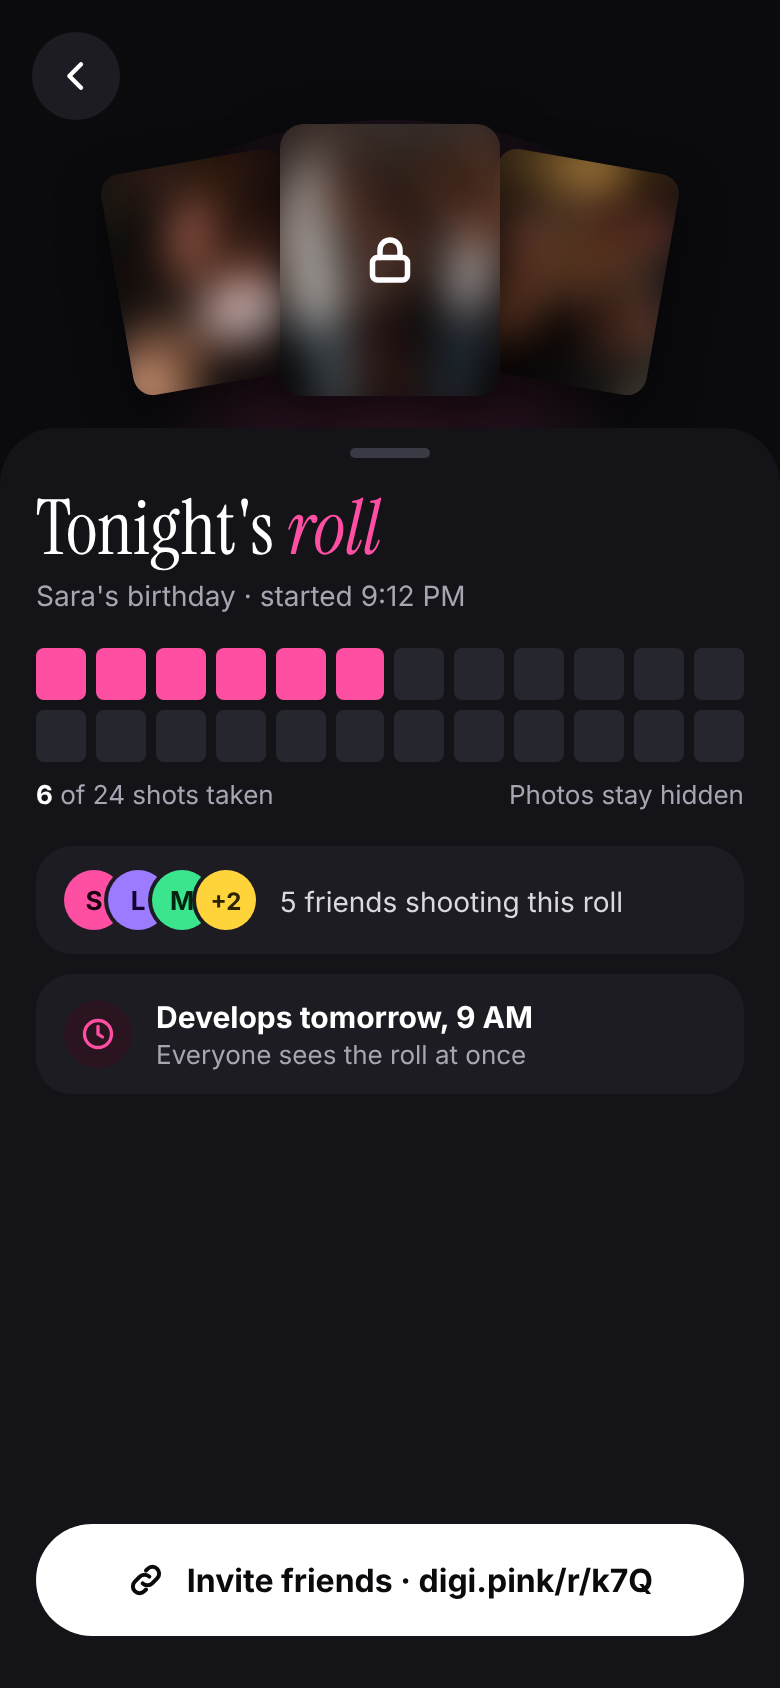 Tonight's roll
Sara's birthday · started 9:12 PM
6 of 24 shots taken
Photos stay hidden
S L M +2
5 friends shooting this roll
Develops tomorrow, 9 AM
Everyone sees the roll at once
Invite friends · digi.pink/r/k7Q